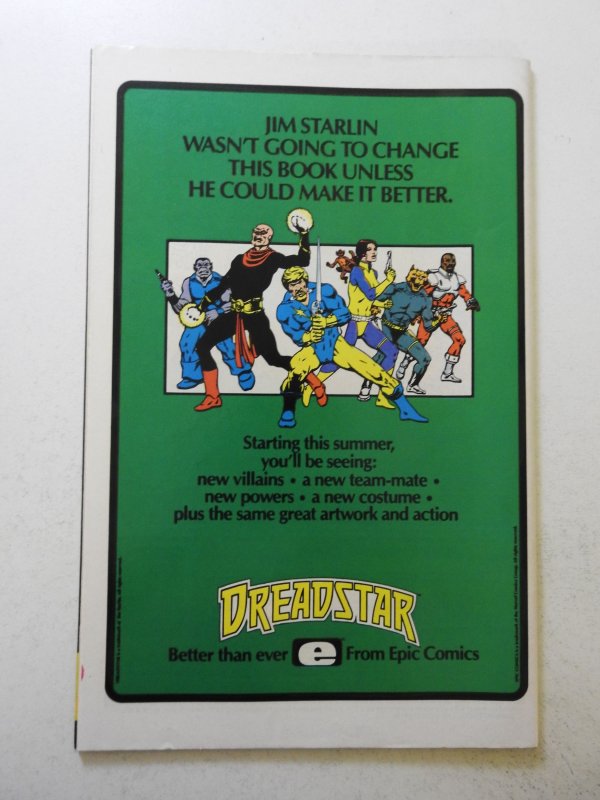 JIM STARLIN
WASN'T GOING TO CHANGE
THIS BOOK UNLESS
HE COULD MAKE IT BETTER.
Starting this summer,
you'll be seeing:
new villains • a new team-mate •
new powers • a new costume •
plus the same great artwork and action
DREADSTAR
Better than ever e From Epic Comics